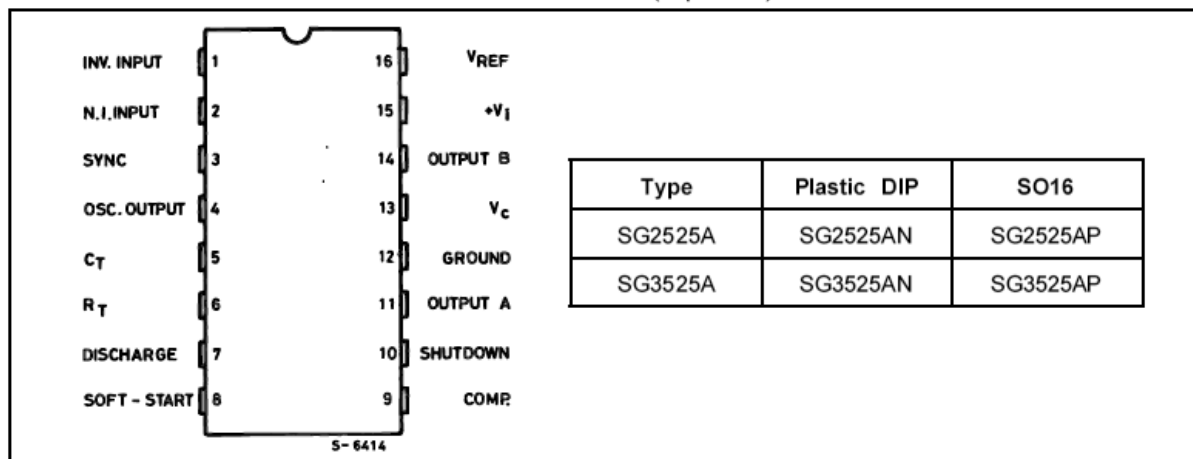 INV. INPUT 1 16 VREF
N.I. INPUT 2 15 +Vi
SYNC 3 14 OUTPUT B
OSC. OUTPUT 4 13 Vc
CT 5 12 GROUND
RT 6 11 OUTPUT A
DISCHARGE 7 10 SHUTDOWN
SOFT - START 8 9 COMP.
S-6414
Type Plastic DIP SO16
SG2525A SG2525AN SG2525AP
SG3525A SG3525AN SG3525AP